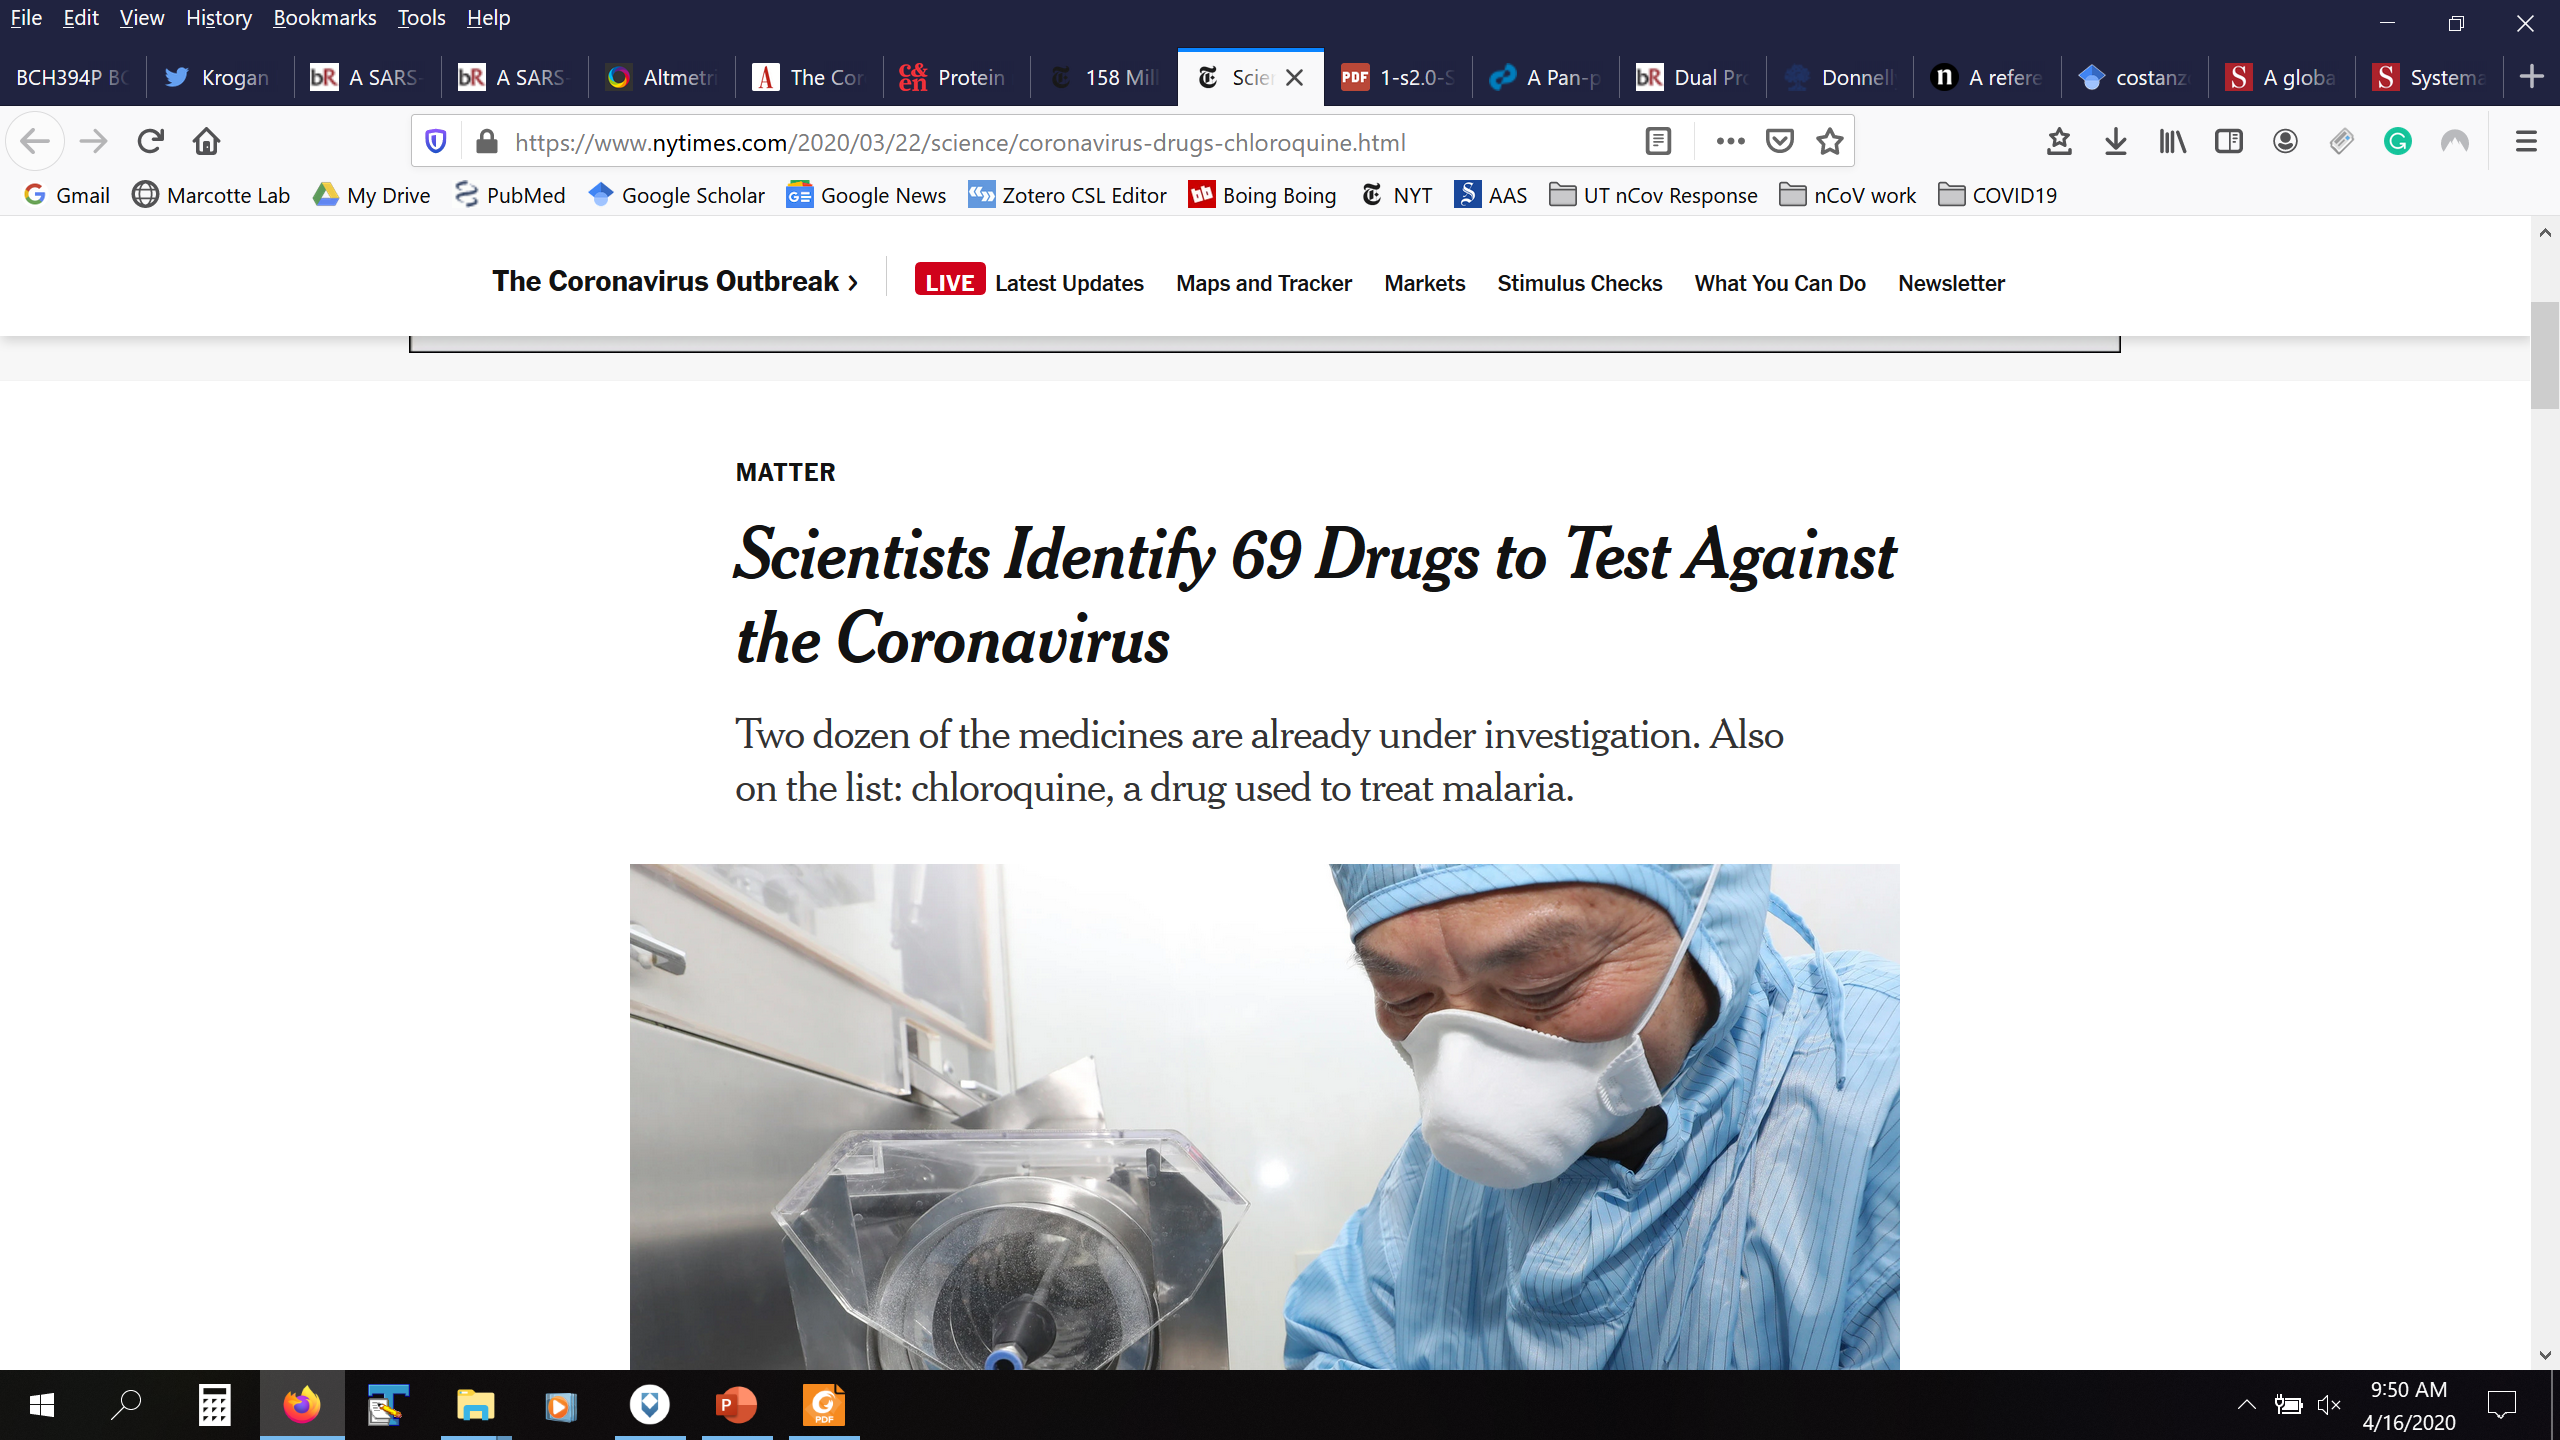 File Edit View History Bookmarks Tools Help
BCH394P BC Krogan A SARS- A SARS- Altmetri The Cor Protein 158 Mill Scier 1-s2.0-S A Pan-p Dual Pro Donnell A refere costanzo A globa Systema
https://www.nytimes.com/2020/03/22/science/coronavirus-drugs-chloroquine.html
Gmail Marcotte Lab My Drive PubMed Google Scholar Google News Zotero CSL Editor Boing Boing NYT AAS UT nCov Response nCoV work COVID19
The Coronavirus Outbreak › LIVE Latest Updates Maps and Tracker Markets Stimulus Checks What You Can Do Newsletter
MATTER
Scientists Identify 69 Drugs to Test Against
the Coronavirus
Two dozen of the medicines are already under investigation. Also
on the list: chloroquine, a drug used to treat malaria.
9:50 AM
4/16/2020